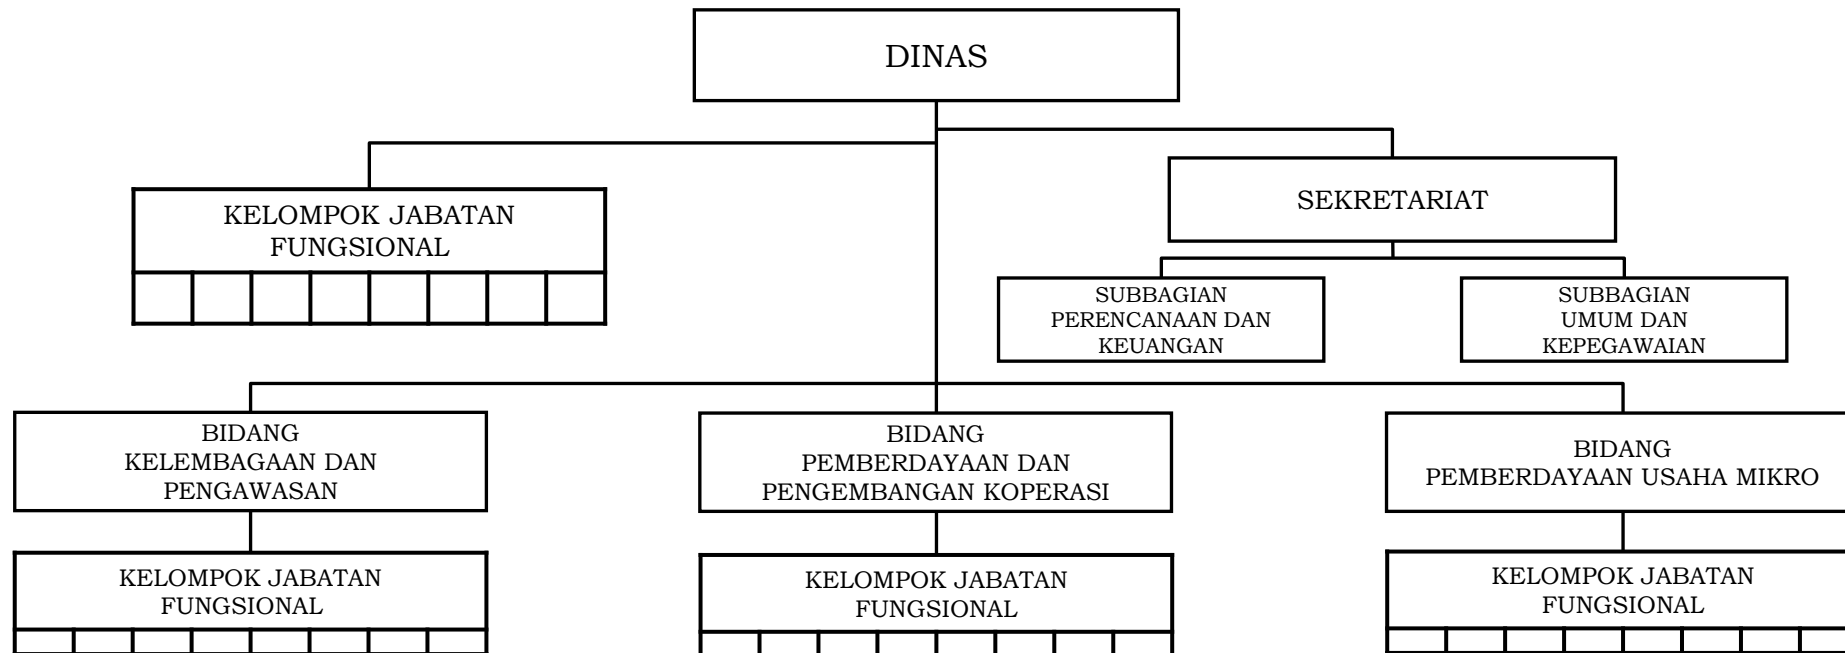 DINAS
KELOMPOK JABATAN
FUNGSIONAL
SEKRETARIAT
SUBBAGIAN
PERENCANAAN DAN
KEUANGAN
SUBBAGIAN
UMUM DAN
KEPEGAWAIAN
BIDANG
KELEMBAGAAN DAN
PENGAWASAN
BIDANG
PEMBERDAYAAN DAN
PENGEMBANGAN KOPERASI
BIDANG
PEMBERDAYAAN USAHA MIKRO
KELOMPOK JABATAN
FUNGSIONAL
KELOMPOK JABATAN
FUNGSIONAL
KELOMPOK JABATAN
FUNGSIONAL